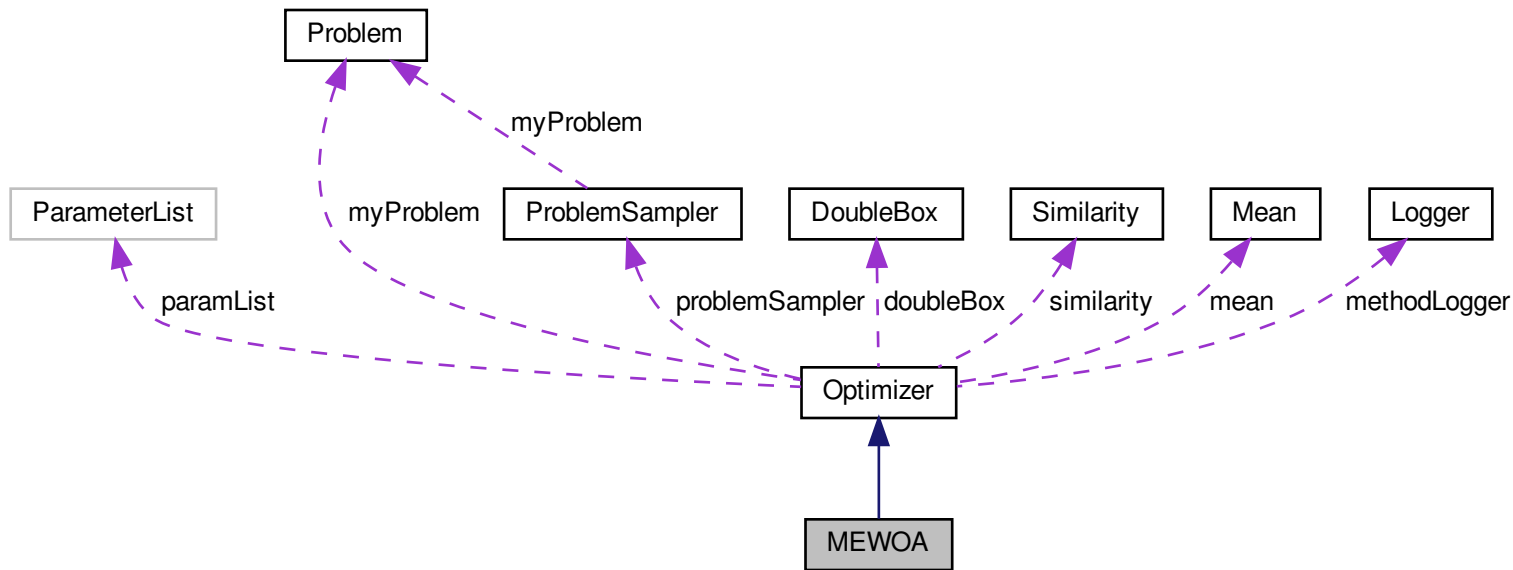 Problem
myProblem
ParameterList
myProblem
ProblemSampler
DoubleBox
Similarity
Mean
Logger
paramList
problemSampler
doubleBox
similarity
mean
methodLogger
Optimizer
MEWOA